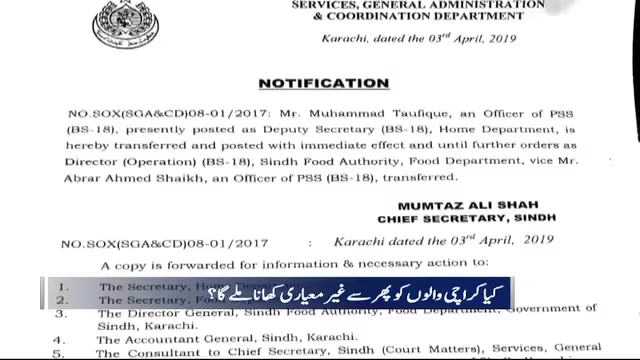 SERVICES, GENERAL ADMINISTRATION
& COORDINATION DEPARTMENT
Karachi, dated the 03rd April, 2019
NOTIFICATION
NO.SOX(SGA&CD)08-01/2017: Mr. Muhammad Taufique, an Officer of PSS
(BS-18), presently posted as Deputy Secretary (BS-18), Home Department, is
hereby transferred and posted with immediate effect and until further orders as
Director (Operation) (BS-18), Sindh Food Authority, Food Department, vice Mr.
Abrar Ahmed Shaikh, an Officer of PSS (BS-18), transferred.
MUMTAZ ALI SHAH
CHIEF SECRETARY, SINDH
NO.SOX(SGA&CD)08-01/2017 : Karachi dated the 03rd April, 2019
A copy is forwarded for information & necessary action to:
1. The Secretary, Home
2. The Secretary,
کیا کراچی والوں کو پھر سے غیر معیاری کھانا ملے گا؟
3. The Director General, Sindh Food Authority, Food Department, Government of
Sindh, Karachi.
4. The Accountant General, Sindh, Karachi.
5. The Consultant to Chief Secretary, Sindh (Court Matters), Services, General